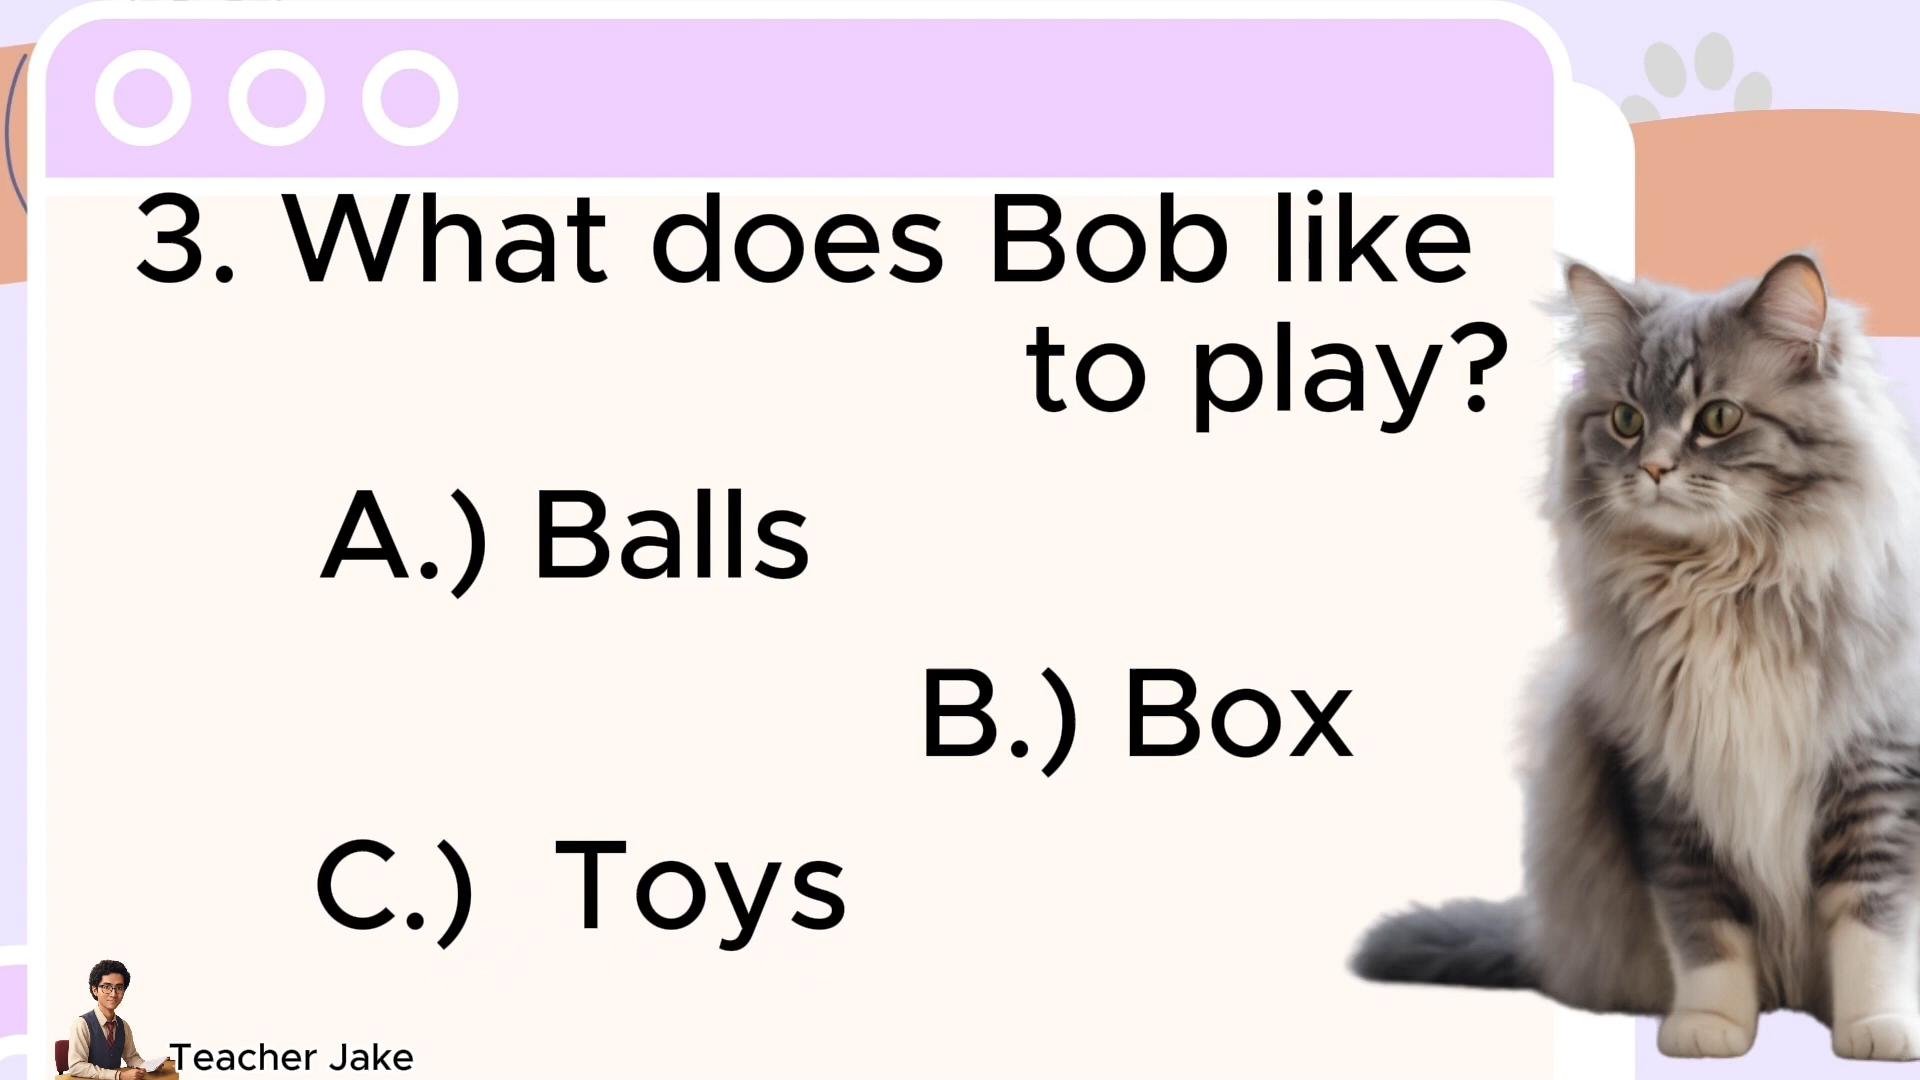 3. What does Bob like
to play?
A.) Balls
B.) Box
C.) Toys
Teacher Jake